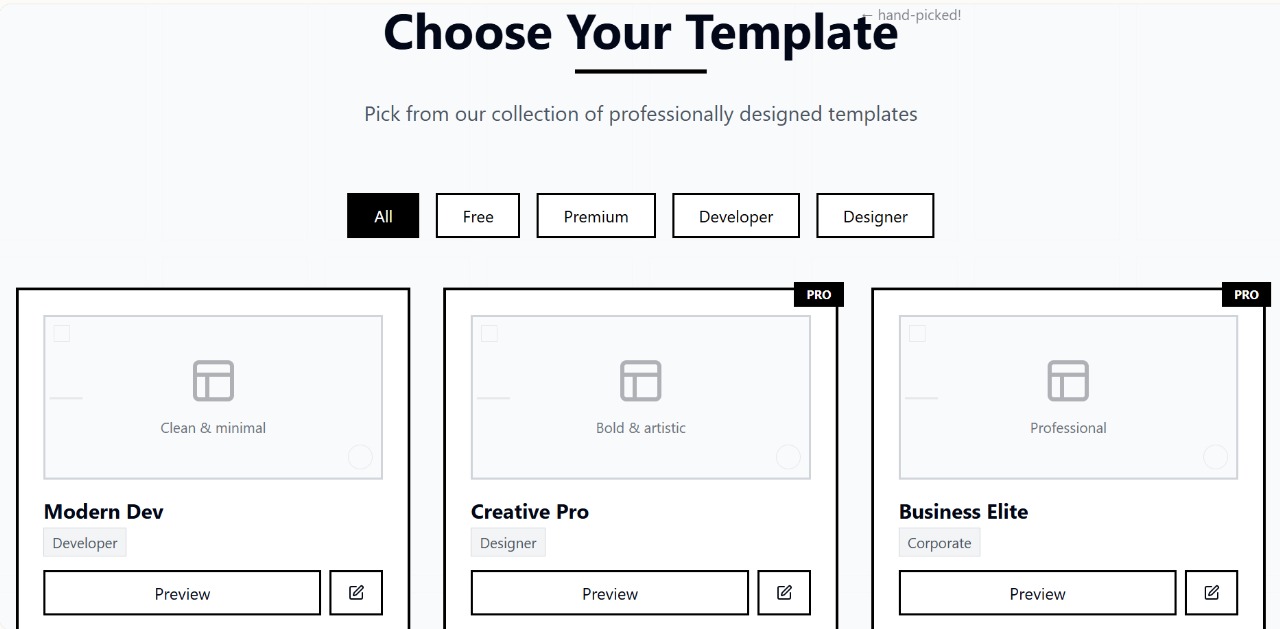 ← hand-picked!
Choose Your Template
Pick from our collection of professionally designed templates
All
Free
Premium
Developer
Designer
PRO
PRO
Clean & minimal
Bold & artistic
Professional
Modern Dev
Creative Pro
Business Elite
Developer
Designer
Corporate
Preview
Preview
Preview